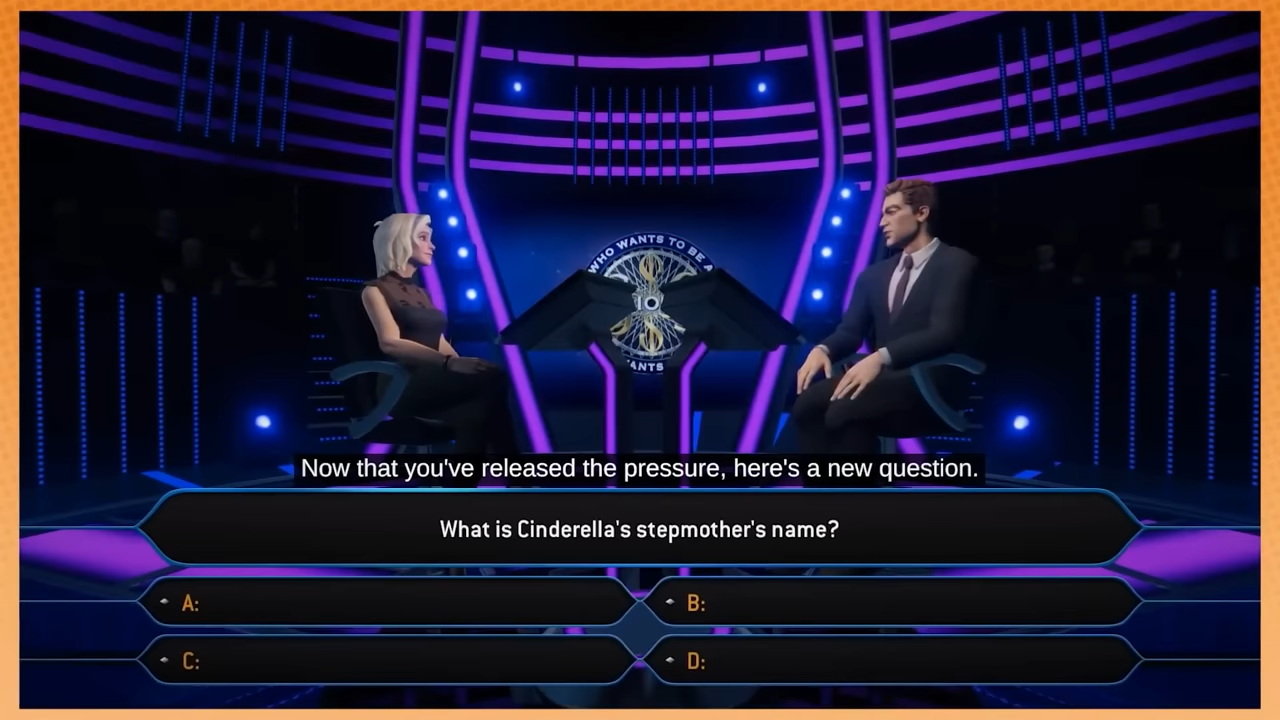 WHO WANTS TO BE A
WANTS
Now that you've released the pressure, here's a new question.
What is Cinderella's stepmother's name?
A:
B:
C:
D: